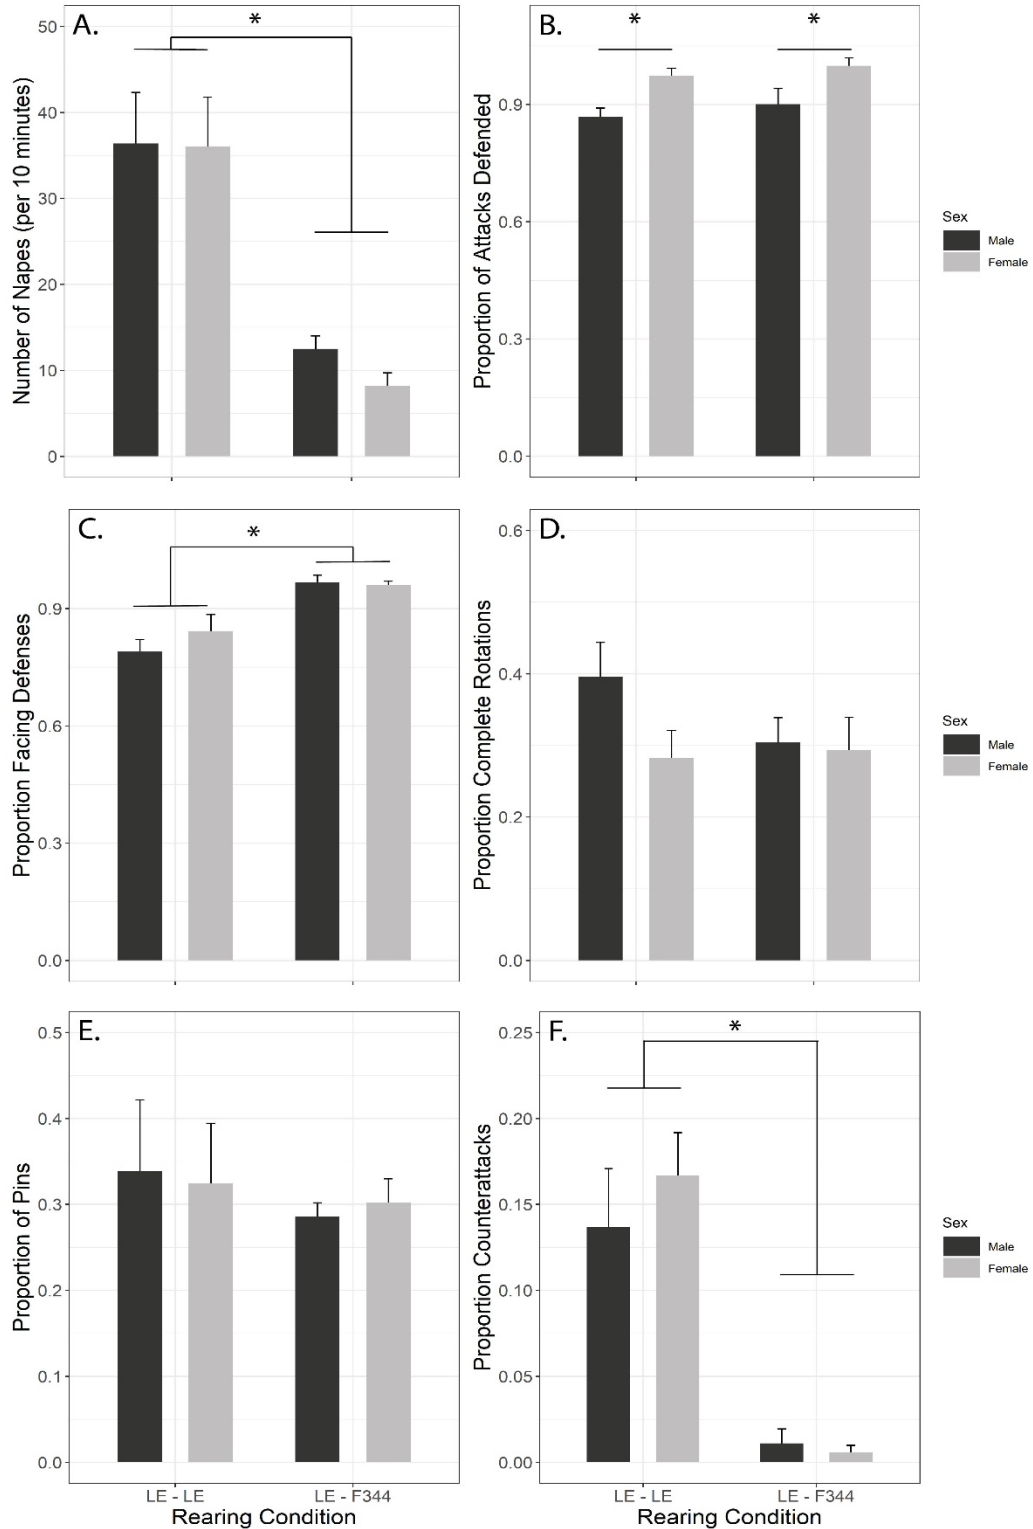 A.
*
Number of Napes (per 10 minutes)
50
40
30
20
10
0
B.
*
*
Proportion of Attacks Defended
0.9
0.6
0.3
0.0
Sex
Male
Female
C.
*
Proportion Facing Defenses
0.9
0.6
0.3
0.0
D.
Proportion Complete Rotations
0.6
0.4
0.2
0.0
Sex
Male
Female
E.
Proportion of Pins
0.5
0.4
0.3
0.2
0.1
0.0
LE - LE
LE - F344
Rearing Condition
F.
*
Proportion Counterattacks
0.25
0.20
0.15
0.10
0.05
0.00
LE - LE
LE - F344
Rearing Condition
Sex
Male
Female